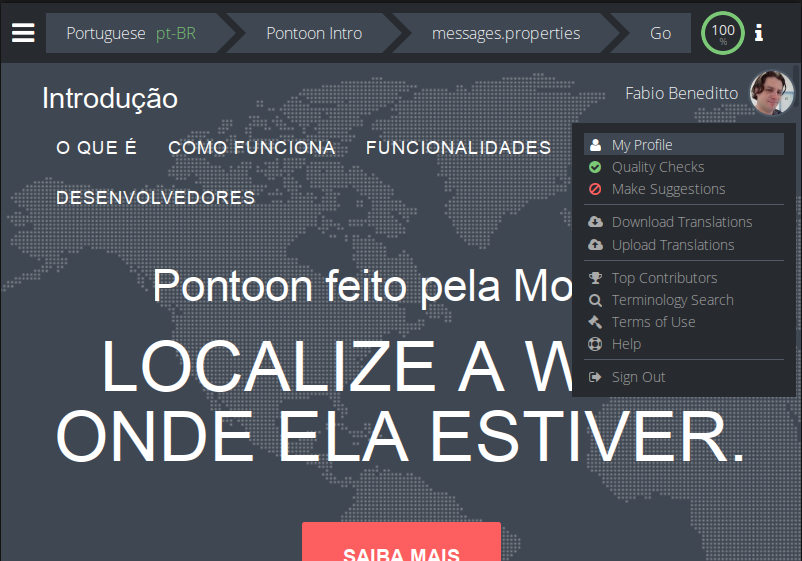 Portuguese pt-BR Pontoon Intro messages.properties Go 100 %
Introdução
Fabio Beneditto
O QUE É COMO FUNCIONA FUNCIONALIDADES
DESENVOLVEDORES
My Profile
Quality Checks
Make Suggestions
Download Translations
Upload Translations
Top Contributors
Terminology Search
Terms of Use
Help
Sign Out
Pontoon feito pela Mo
LOCALIZE A W
ONDE ELA ESTIVER.
SAIBA MAIS